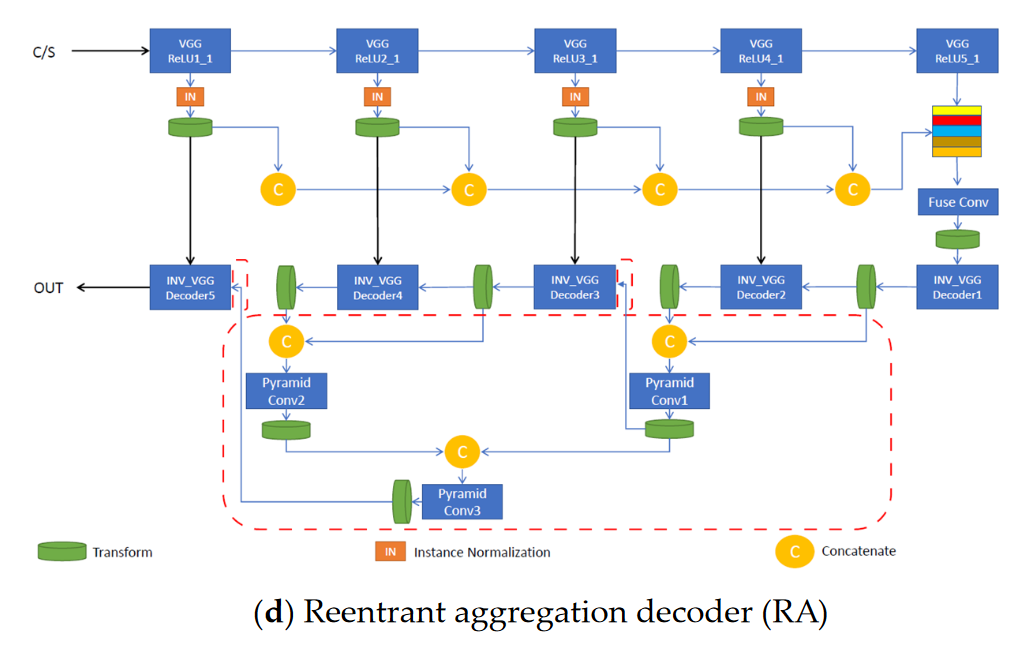 C/S
VGG
ReLU1_1
VGG
ReLU2_1
VGG
ReLU3_1
VGG
ReLU4_1
VGG
ReLU5_1
IN
IN
IN
IN
C
C
C
C
Fuse Conv
OUT
INV_VGG
Decoder5
INV_VGG
Decoder4
INV_VGG
Decoder3
INV_VGG
Decoder2
INV_VGG
Decoder1
C
C
Pyramid
Conv2
Pyramid
Conv1
C
Pyramid
Conv3
Transform
IN
Instance Normalization
C
Concatenate
(d) Reentrant aggregation decoder (RA)